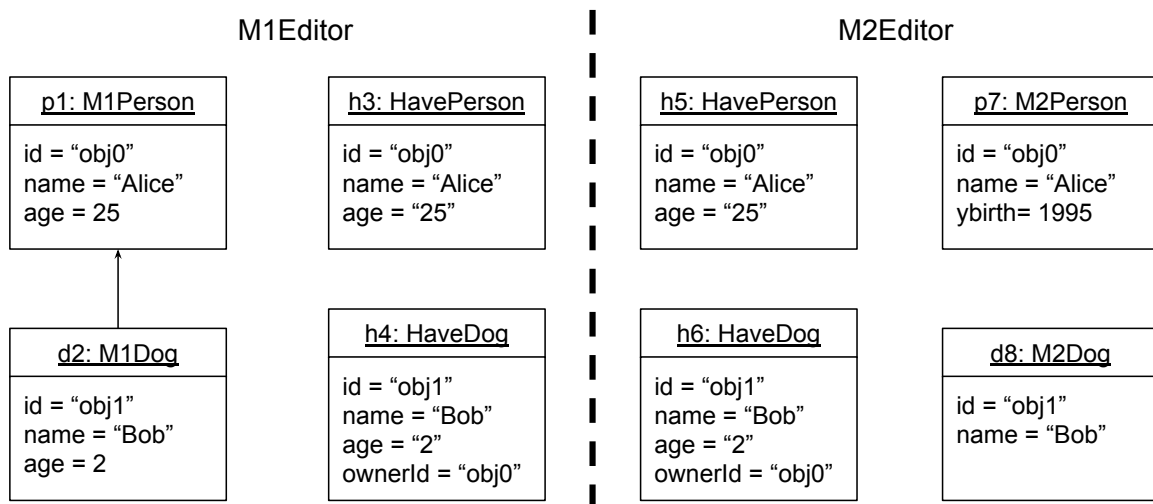 M1Editor
M2Editor
p1: M1Person
id = “obj0”
name = “Alice”
age = 25
h3: HavePerson
id = “obj0”
name = “Alice”
age = “25”
h5: HavePerson
id = “obj0”
name = “Alice”
age = “25”
p7: M2Person
id = “obj0”
name = “Alice”
ybirth= 1995
d2: M1Dog
id = “obj1”
name = “Bob”
age = 2
h4: HaveDog
id = “obj1”
name = “Bob”
age = “2”
ownerId = “obj0”
h6: HaveDog
id = “obj1”
name = “Bob”
age = “2”
ownerId = “obj0”
d8: M2Dog
id = “obj1”
name = “Bob”